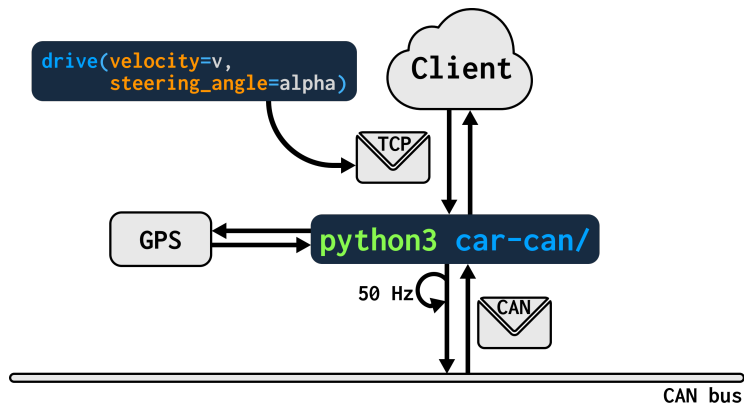 drive(velocity=v,
steering_angle=alpha)
Client
TCP
GPS
python3 car-can/
50 Hz
CAN
CAN bus